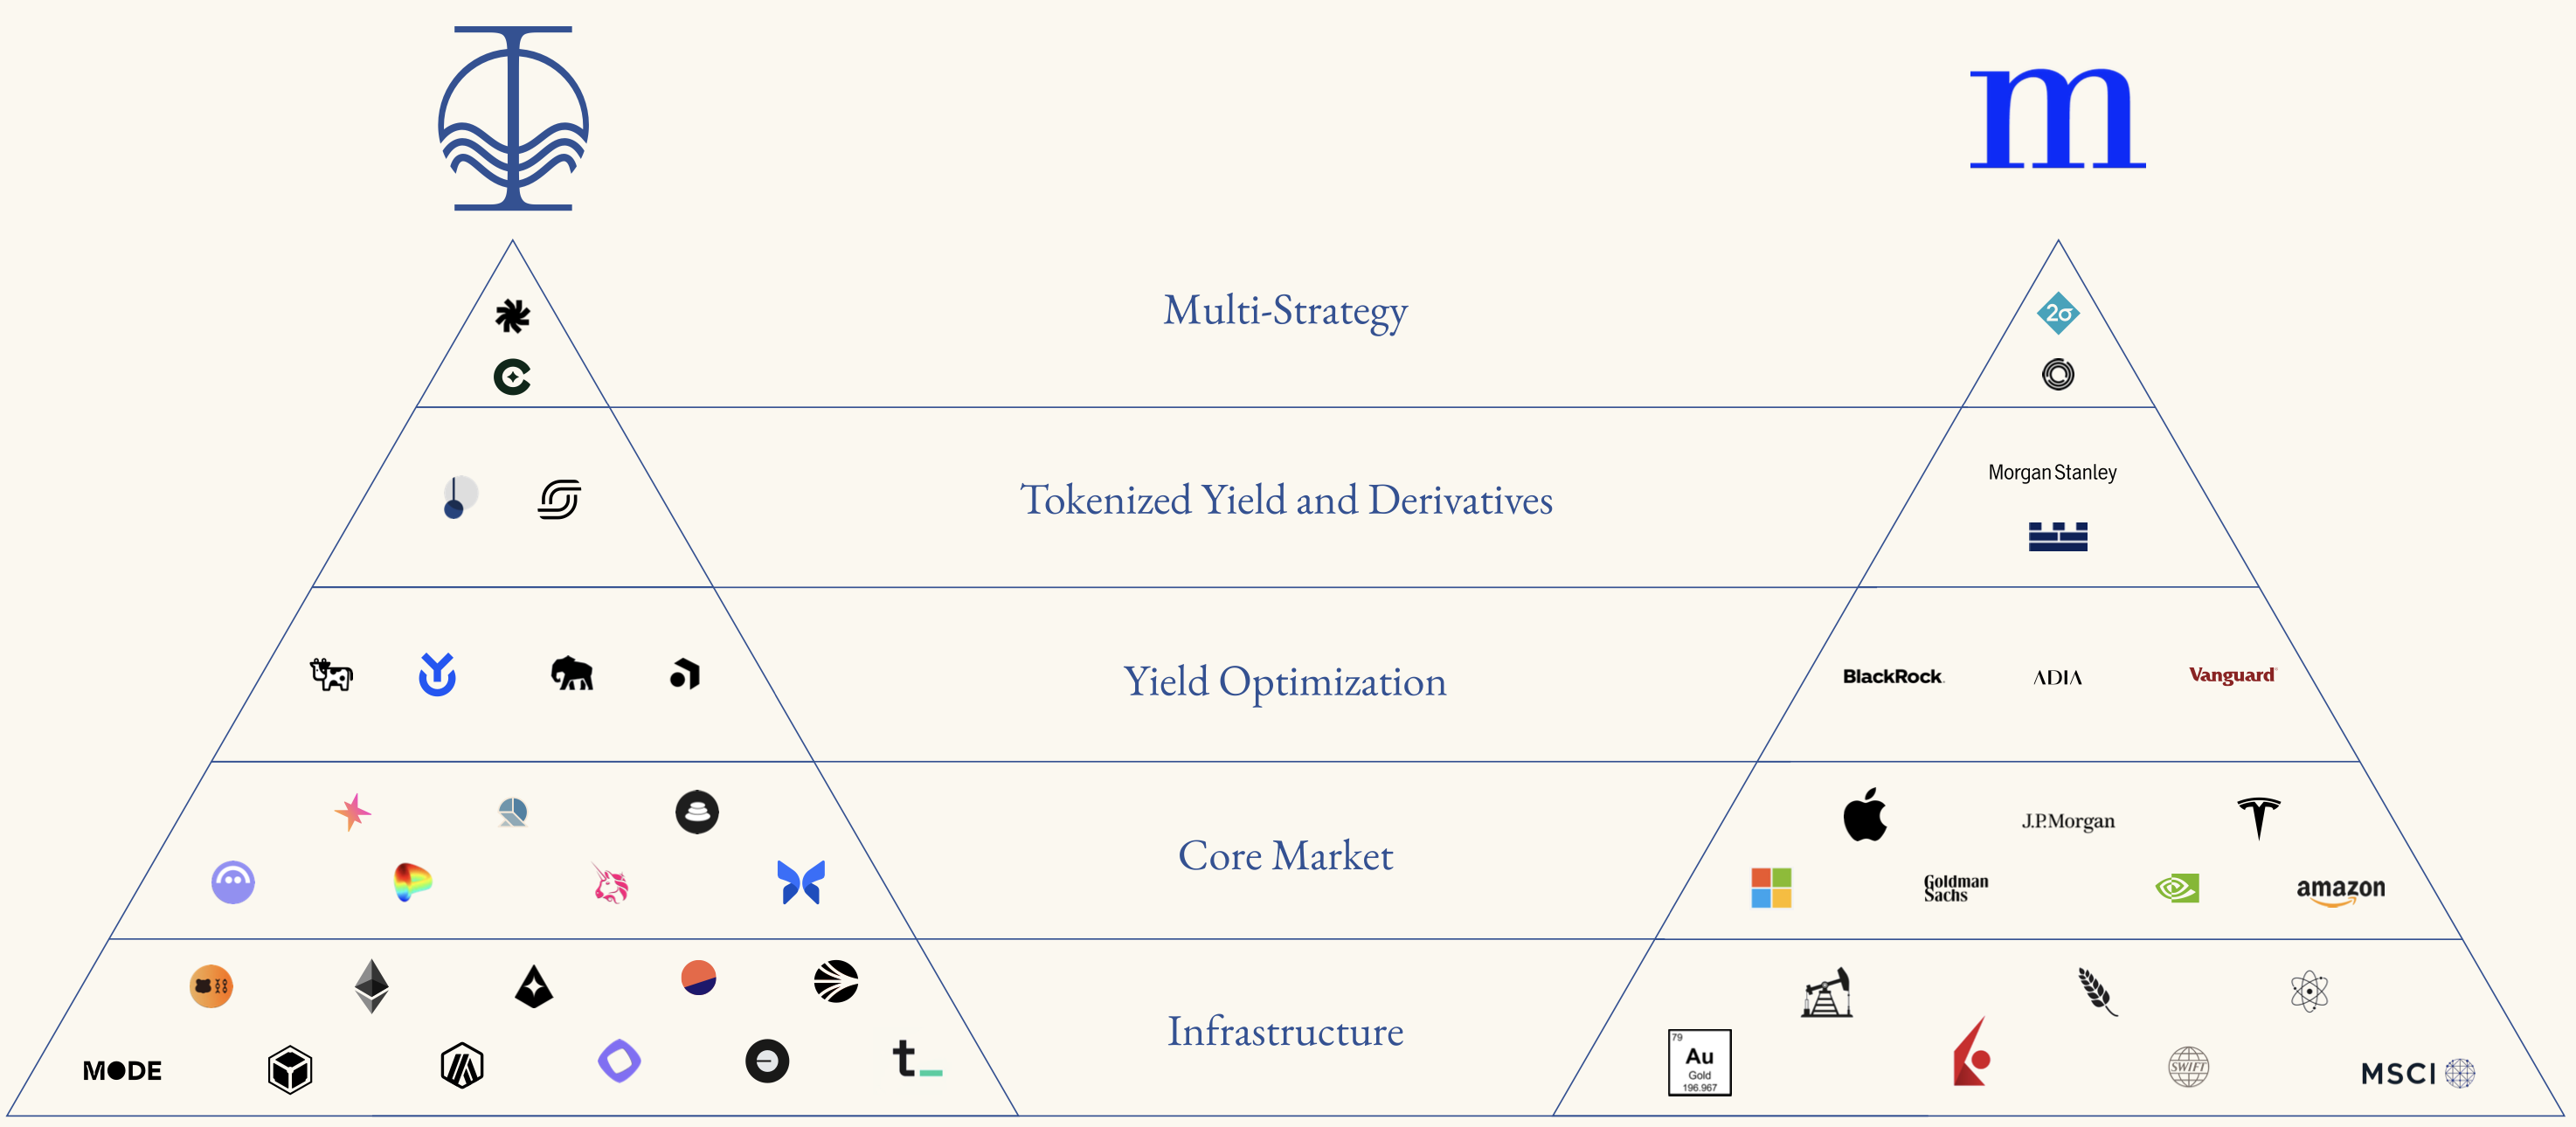 m
2σ
Multi-Strategy
Morgan Stanley
Tokenized Yield and Derivatives
BlackRock.
ADIA
Vanguard
Yield Optimization
J.P.Morgan
Core Market
Goldman
Sachs
amazon
Infrastructure
MODE
t_
79
Au
Gold
196.967
SWIFT
MSCI